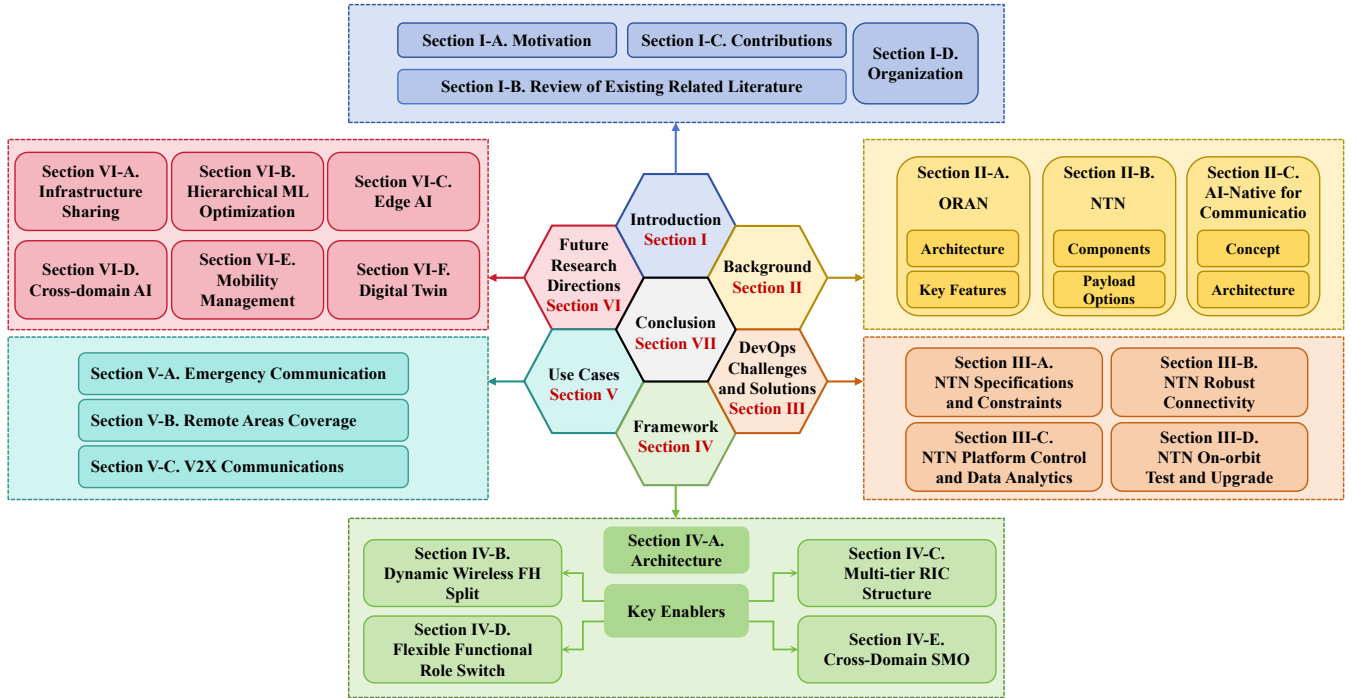 Section I-A. Motivation
Section I-C. Contributions
Section I-D.
Organization
Section I-B. Review of Existing Related Literature
Section VI-A.
Infrastructure
Sharing
Section VI-B.
Hierarchical ML
Optimization
Section VI-C.
Edge AI
Section VI-D.
Cross-domain AI
Section VI-E.
Mobility
Management
Section VI-F.
Digital Twin
Introduction
Section I
Future
Research
Directions
Section VI
Background
Section II
Conclusion
Section VII
Use Cases
Section V
DevOps
Challenges
and Solutions
Section III
Framework
Section IV
Section II-A.
ORAN
Architecture
Key Features
Section II-B.
NTN
Components
Payload
Options
Section II-C.
AI-Native for
Communicatio
Concept
Architecture
Section V-A. Emergency Communication
Section V-B. Remote Areas Coverage
Section V-C. V2X Communications
Section III-A.
NTN Specifications
and Constraints
Section III-B.
NTN Robust
Connectivity
Section III-C.
NTN Platform Control
and Data Analytics
Section III-D.
NTN On-orbit
Test and Upgrade
Section IV-A.
Architecture
Key Enablers
Section IV-B.
Dynamic Wireless FH
Split
Section IV-C.
Multi-tier RIC
Structure
Section IV-D.
Flexible Functional
Role Switch
Section IV-E.
Cross-Domain SMO